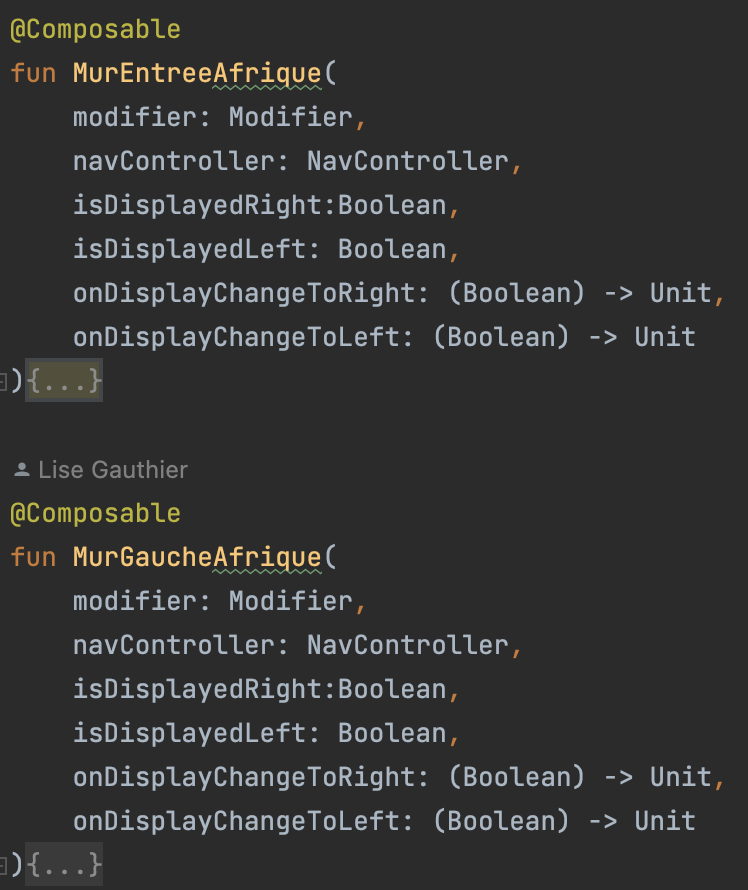 @Composable
fun MurEntreeAfrique(
    modifier: Modifier,
    navController: NavController,
    isDisplayedRight:Boolean,
    isDisplayedLeft: Boolean,
    onDisplayChangeToRight: (Boolean) -> Unit,
    onDisplayChangeToLeft: (Boolean) -> Unit
){...}
Lise Gauthier
@Composable
fun MurGaucheAfrique(
    modifier: Modifier,
    navController: NavController,
    isDisplayedRight:Boolean,
    isDisplayedLeft: Boolean,
    onDisplayChangeToRight: (Boolean) -> Unit,
    onDisplayChangeToLeft: (Boolean) -> Unit
){...}